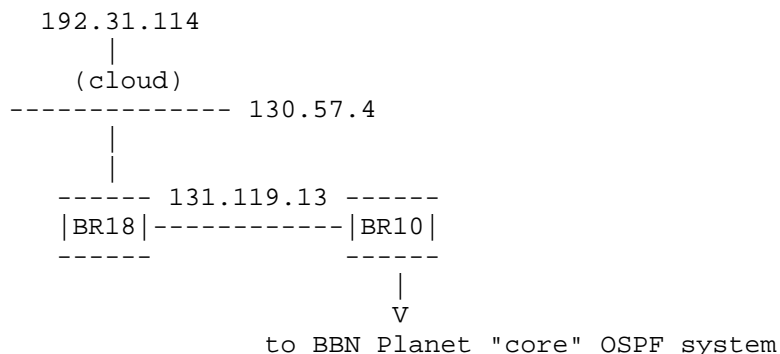 192.31.114
|
(cloud)
-------------- 130.57.4
|
|
------ 131.119.13 ------
|BR18|------------|BR10|
------ ------
|
V
to BBN Planet "core" OSPF system